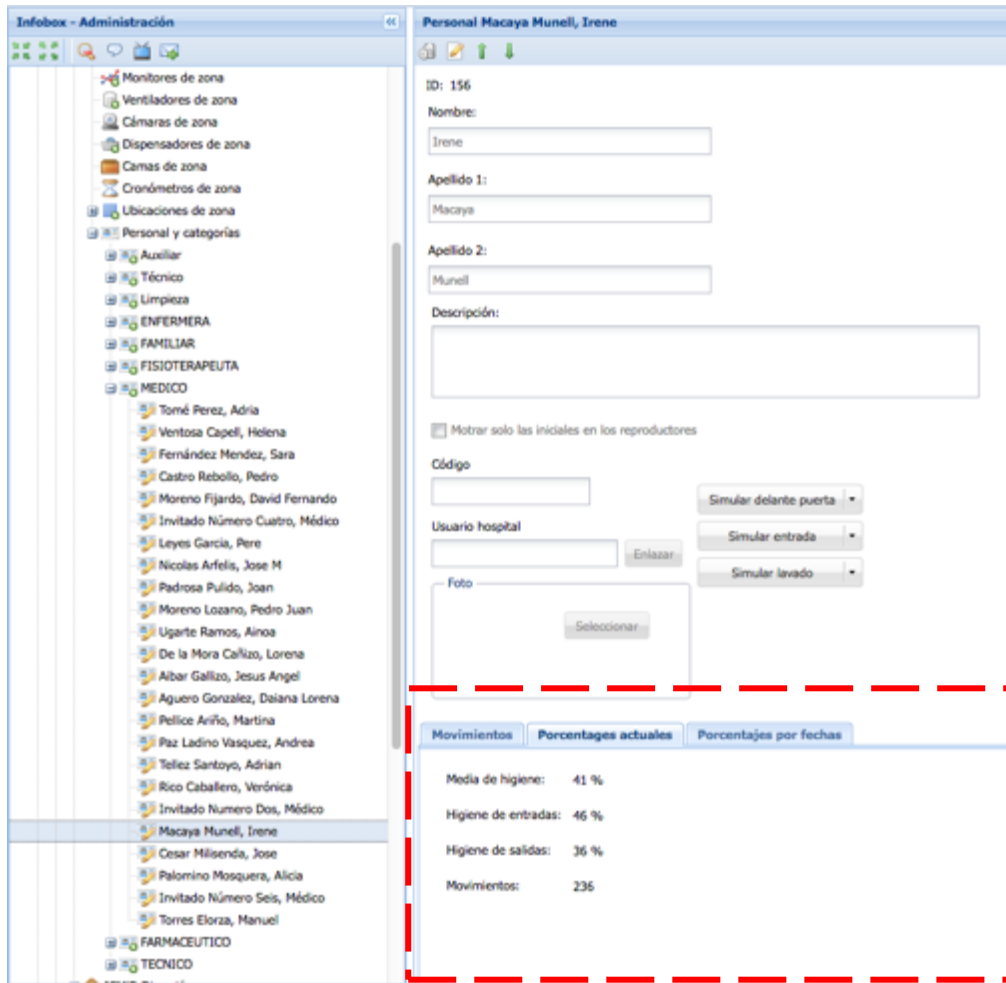 Infobox - Administración
Monitores de zona
Ventiladores de zona
Cámaras de zona
Dispensadores de zona
Camas de zona
Cronómetros de zona
Ubicaciones de zona
Personal y categorías
Auxiliar
Técnico
Limpieza
ENFERMERA
FAMILIAR
FISIOTERAPEUTA
MEDICO
Tomé Perez, Adria
Ventosa Capell, Helena
Fernández Mendez, Sara
Castro Rebollo, Pedro
Moreno Fijardo, David Fernando
Invitado Número Cuatro, Médico
Leyes Garcia, Pere
Nicolas Arfelis, Jose M
Padrosa Pulido, Joan
Moreno Lozano, Pedro Juan
Ugarte Ramos, Ainoa
De la Mora Cañizo, Lorena
Aibar Gallizo, Jesus Angel
Aguero Gonzalez, Daiana Lorena
Pellice Ariño, Martina
Paz Ladino Vasquez, Andrea
Tellez Santoyo, Adrian
Rico Caballero, Verónica
Invitado Numero Dos, Médico
Macaya Munell, Irene
Cesar Milisenda, Jose
Palomino Mosquera, Alicia
Invitado Número Seis, Médico
Torres Elorza, Manuel
FARMACEUTICO
TECNICO
Personal Macaya Munell, Irene
ID: 156
Nombre:
Irene
Apellido 1:
Macaya
Apellido 2:
Munell
Descripción:
Motrar solo las iniciales en los reproductores
Código
Simular delante puerta
Usuario hospital
Simular entrada
Enlazar
Simular lavado
Foto
Seleccionar
Movimientos Porcentages actuales Porcentajes por fechas
Media de higiene: 41 %
Higiene de entradas: 46 %
Higiene de salidas: 36 %
Movimientos: 236